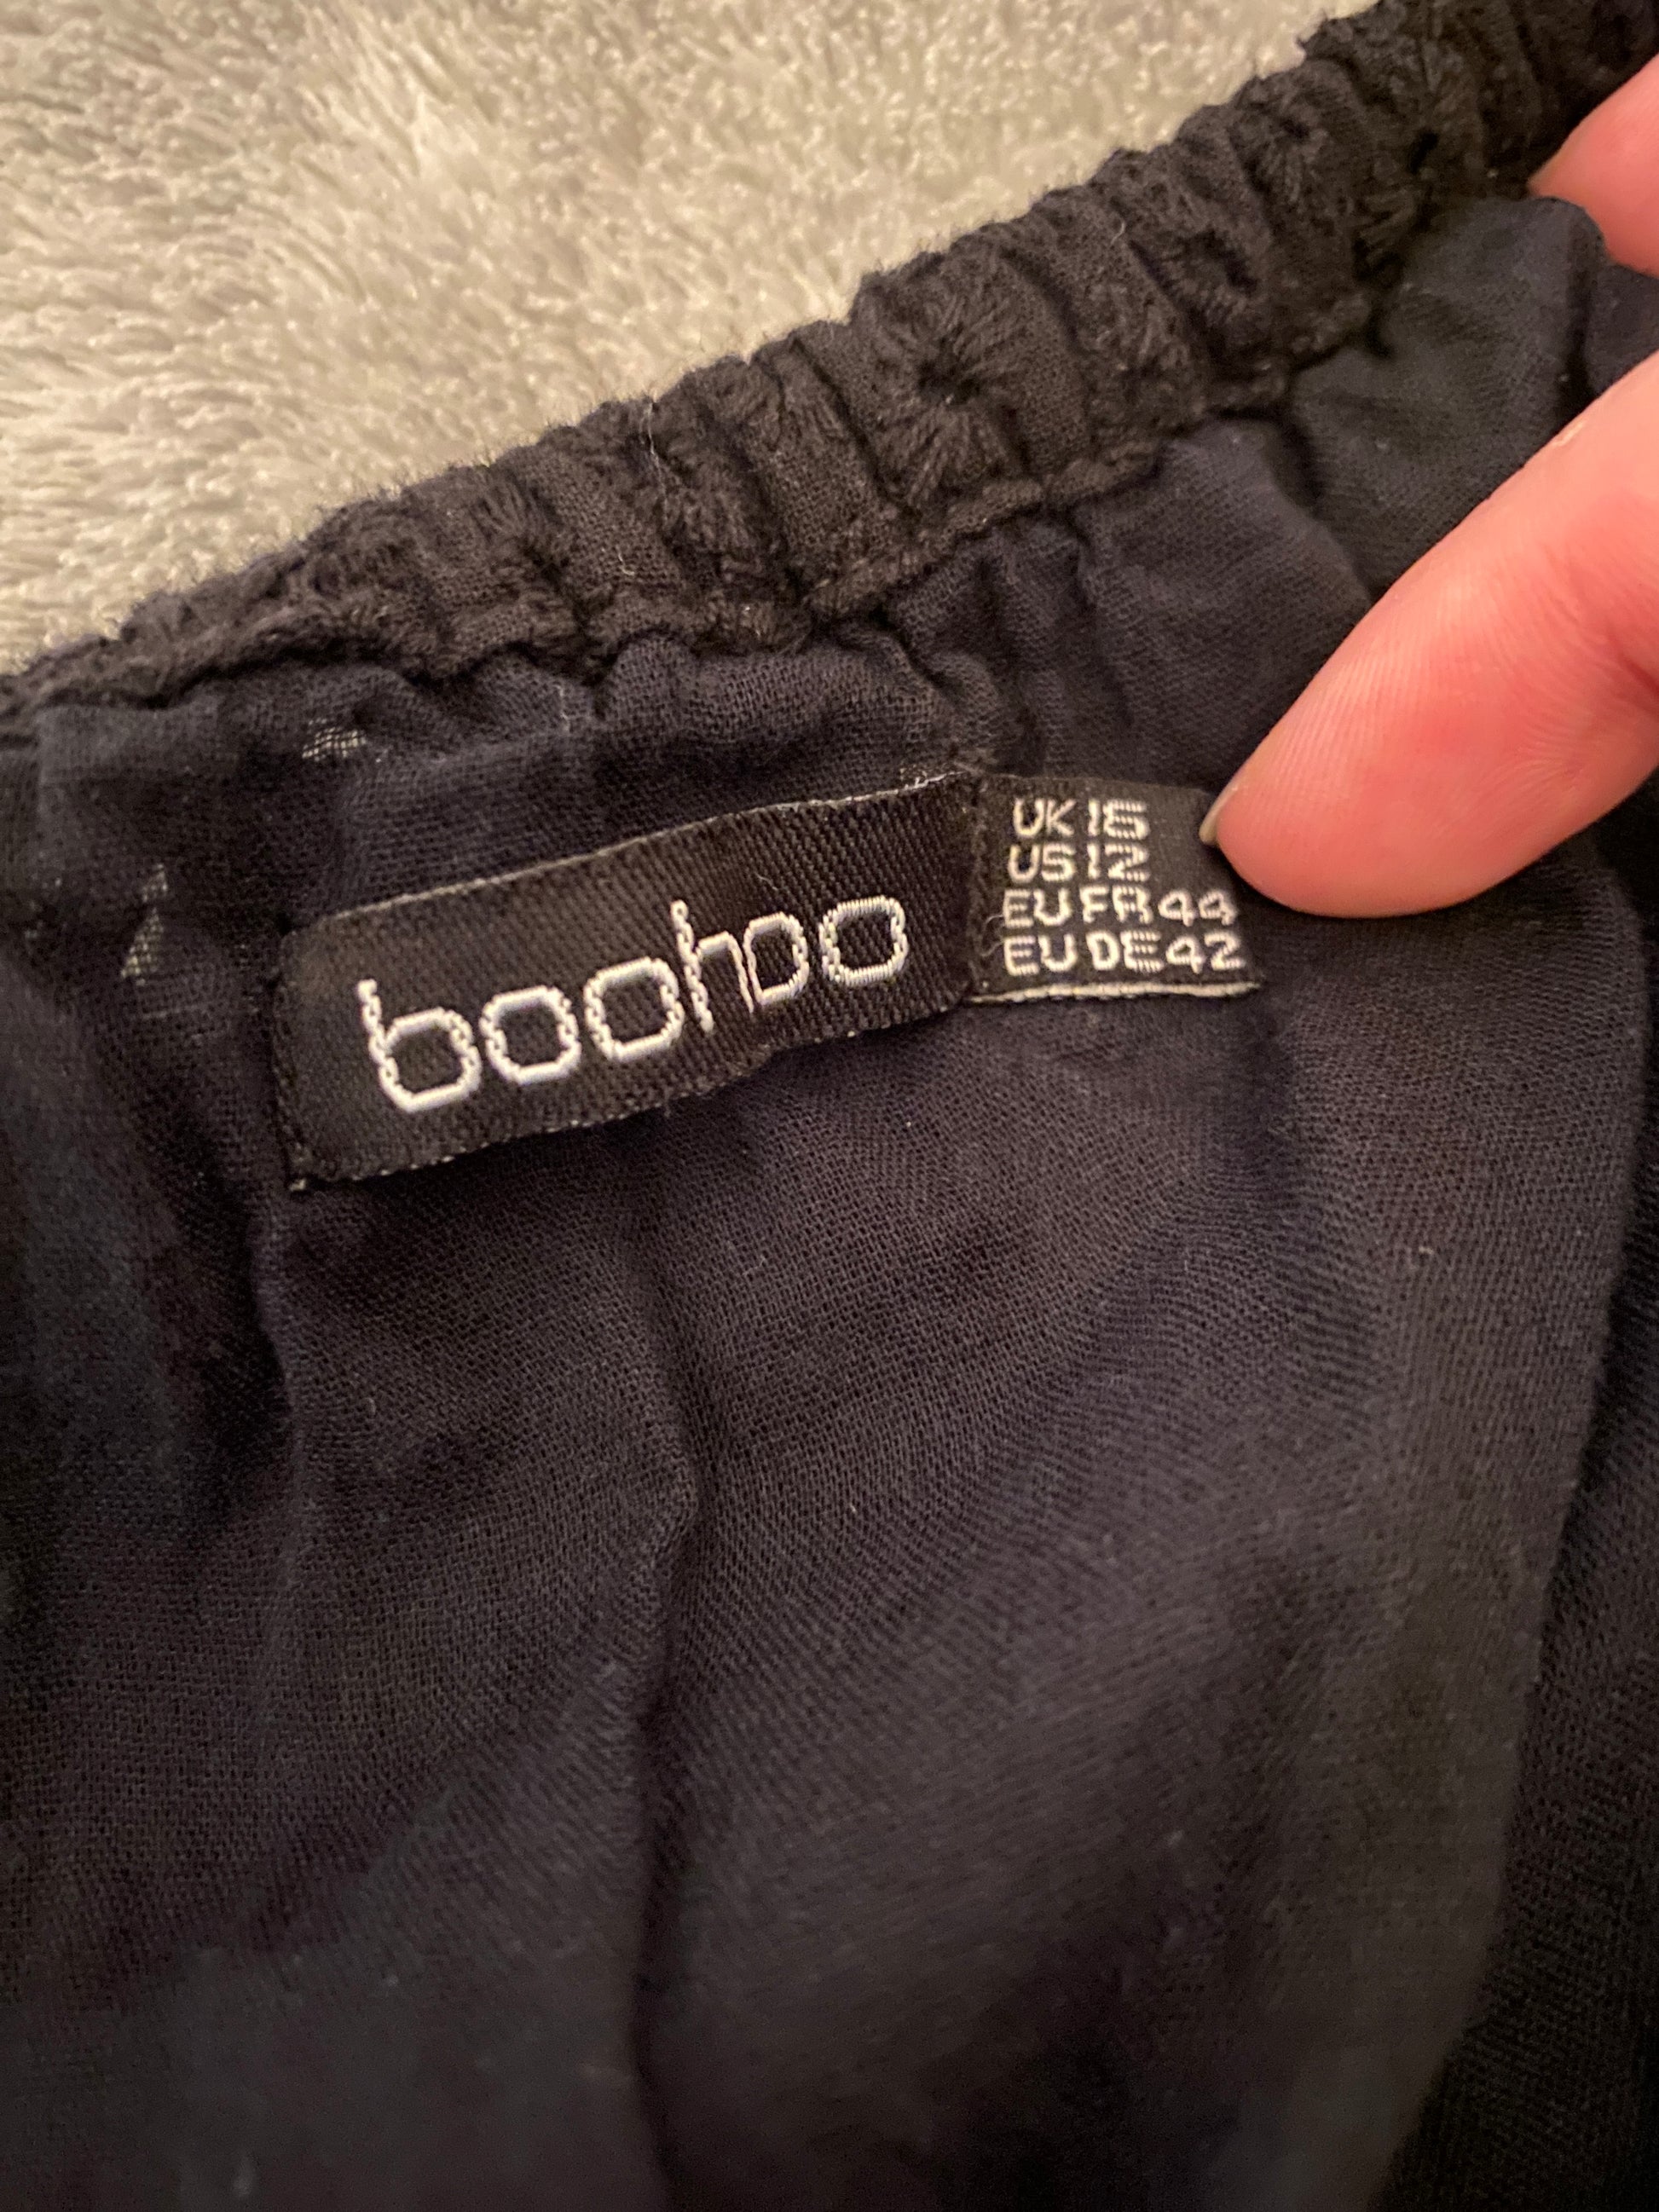 boohoo
UK 16
US 12
EU FR 44
EU DE 42